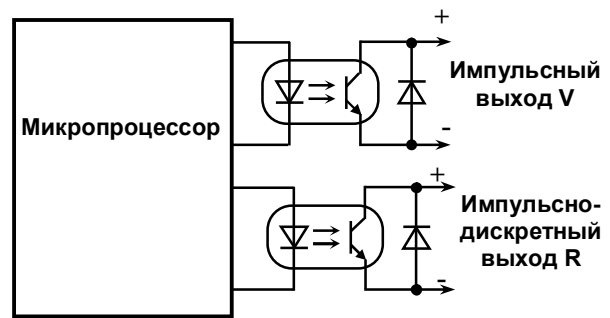 +
Импульсный
выход V
Микропроцессор
-
+
Импульсно-
дискретный
выход R
-